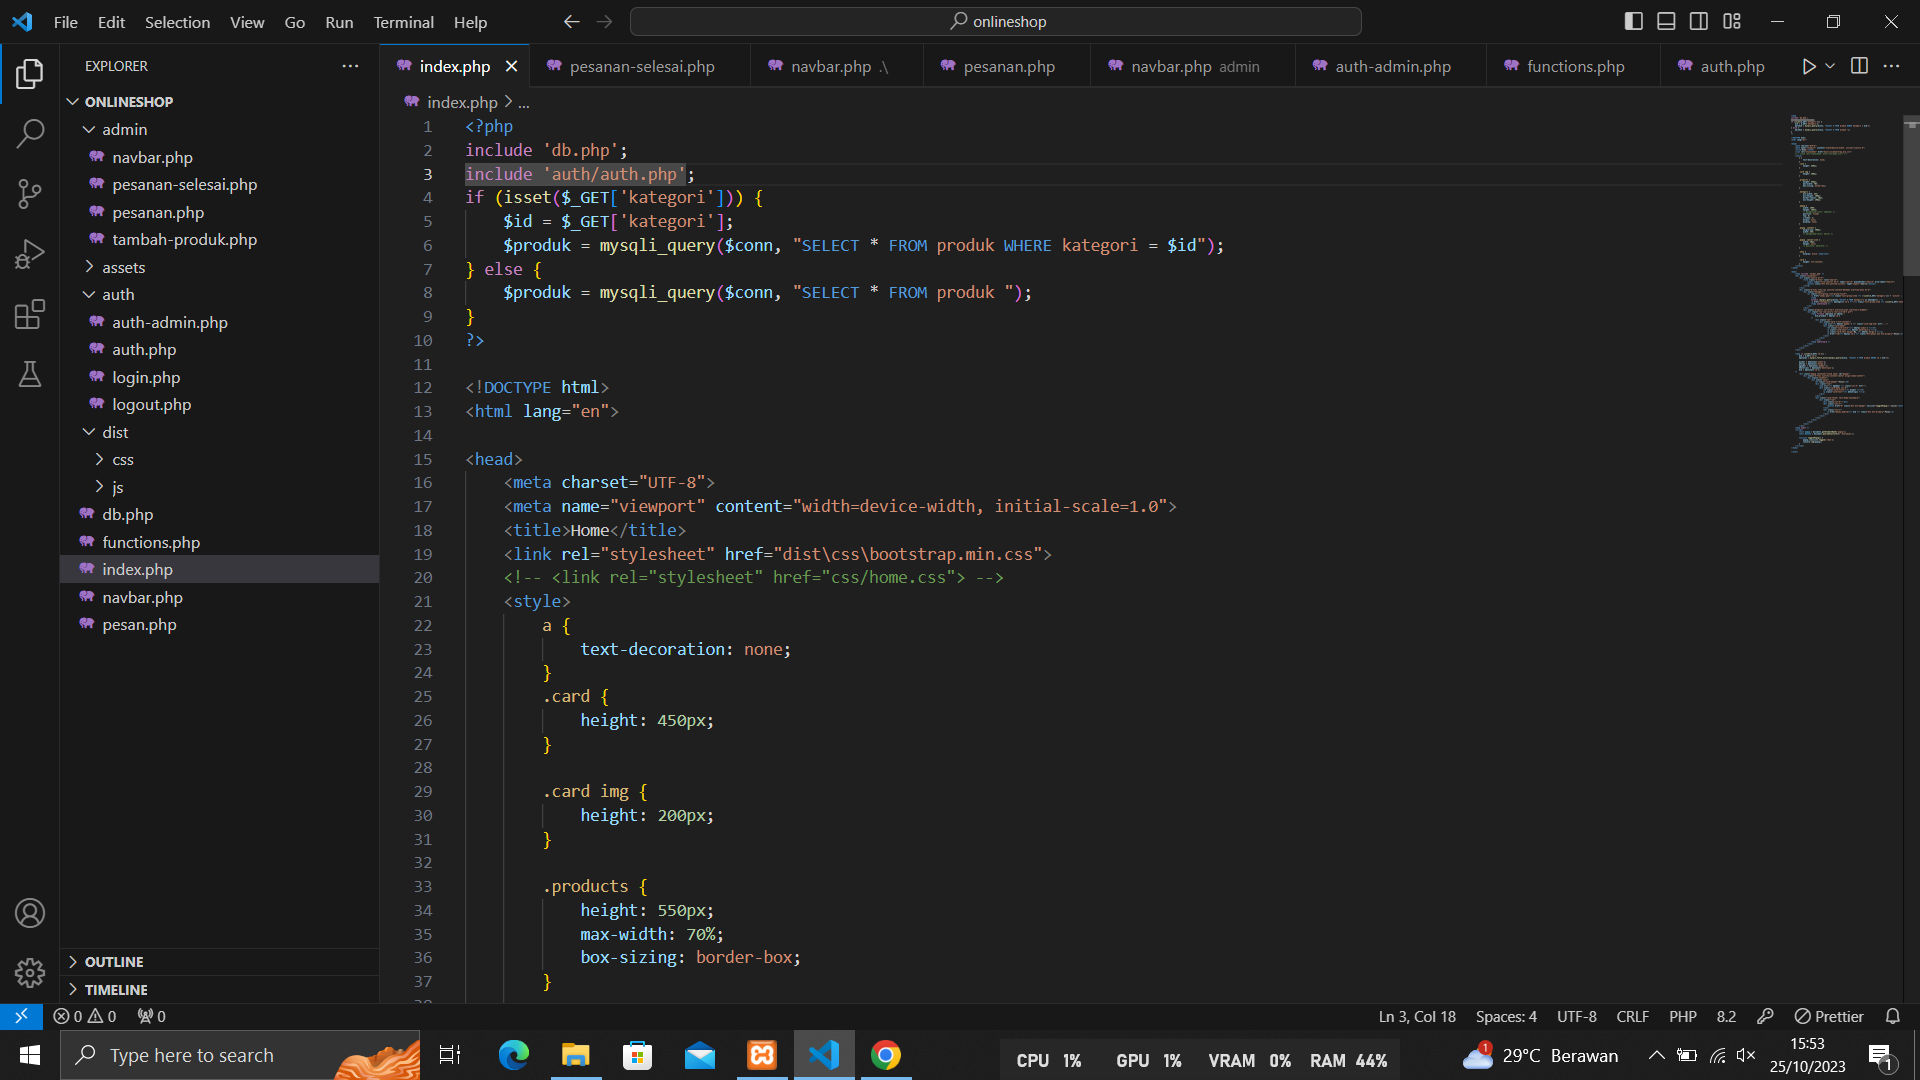 File Edit Selection View Go Run Terminal Help
onlineshop
EXPLORER
ONLINESHOP
admin
navbar.php
pesanan-selesai.php
pesanan.php
tambah-produk.php
assets
auth
auth-admin.php
auth.php
login.php
logout.php
dist
css
js
db.php
functions.php
index.php
navbar.php
pesan.php
OUTLINE
TIMELINE
index.php pesanan-selesai.php navbar.php .\ pesanan.php navbar.php admin auth-admin.php functions.php auth.php
index.php > ...
1 <?php
2 include 'db.php';
3 include 'auth/auth.php';
4 if (isset($_GET['kategori'])) {
5 $id = $_GET['kategori'];
6 $produk = mysqli_query($conn, "SELECT * FROM produk WHERE kategori = $id");
7 } else {
8 $produk = mysqli_query($conn, "SELECT * FROM produk ");
9 }
10 ?>
11
12 <!DOCTYPE html>
13 <html lang="en">
14
15 <head>
16 <meta charset="UTF-8">
17 <meta name="viewport" content="width=device-width, initial-scale=1.0">
18 <title>Home</title>
19 <link rel="stylesheet" href="dist\css\bootstrap.min.css">
20 <!-- <link rel="stylesheet" href="css/home.css"> -->
21 <style>
22 a {
23 text-decoration: none;
24 }
25 .card {
26 height: 450px;
27 }
28
29 .card img {
30 height: 200px;
31 }
32
33 .products {
34 height: 550px;
35 max-width: 70%;
36 box-sizing: border-box;
37 }
0 0 0
Ln 3, Col 18 Spaces: 4 UTF-8 CRLF PHP 8.2 Prettier
Type here to search
CPU 1% GPU 1% VRAM 0% RAM 44%
1
29°C Berawan
15:53
25/10/2023
1